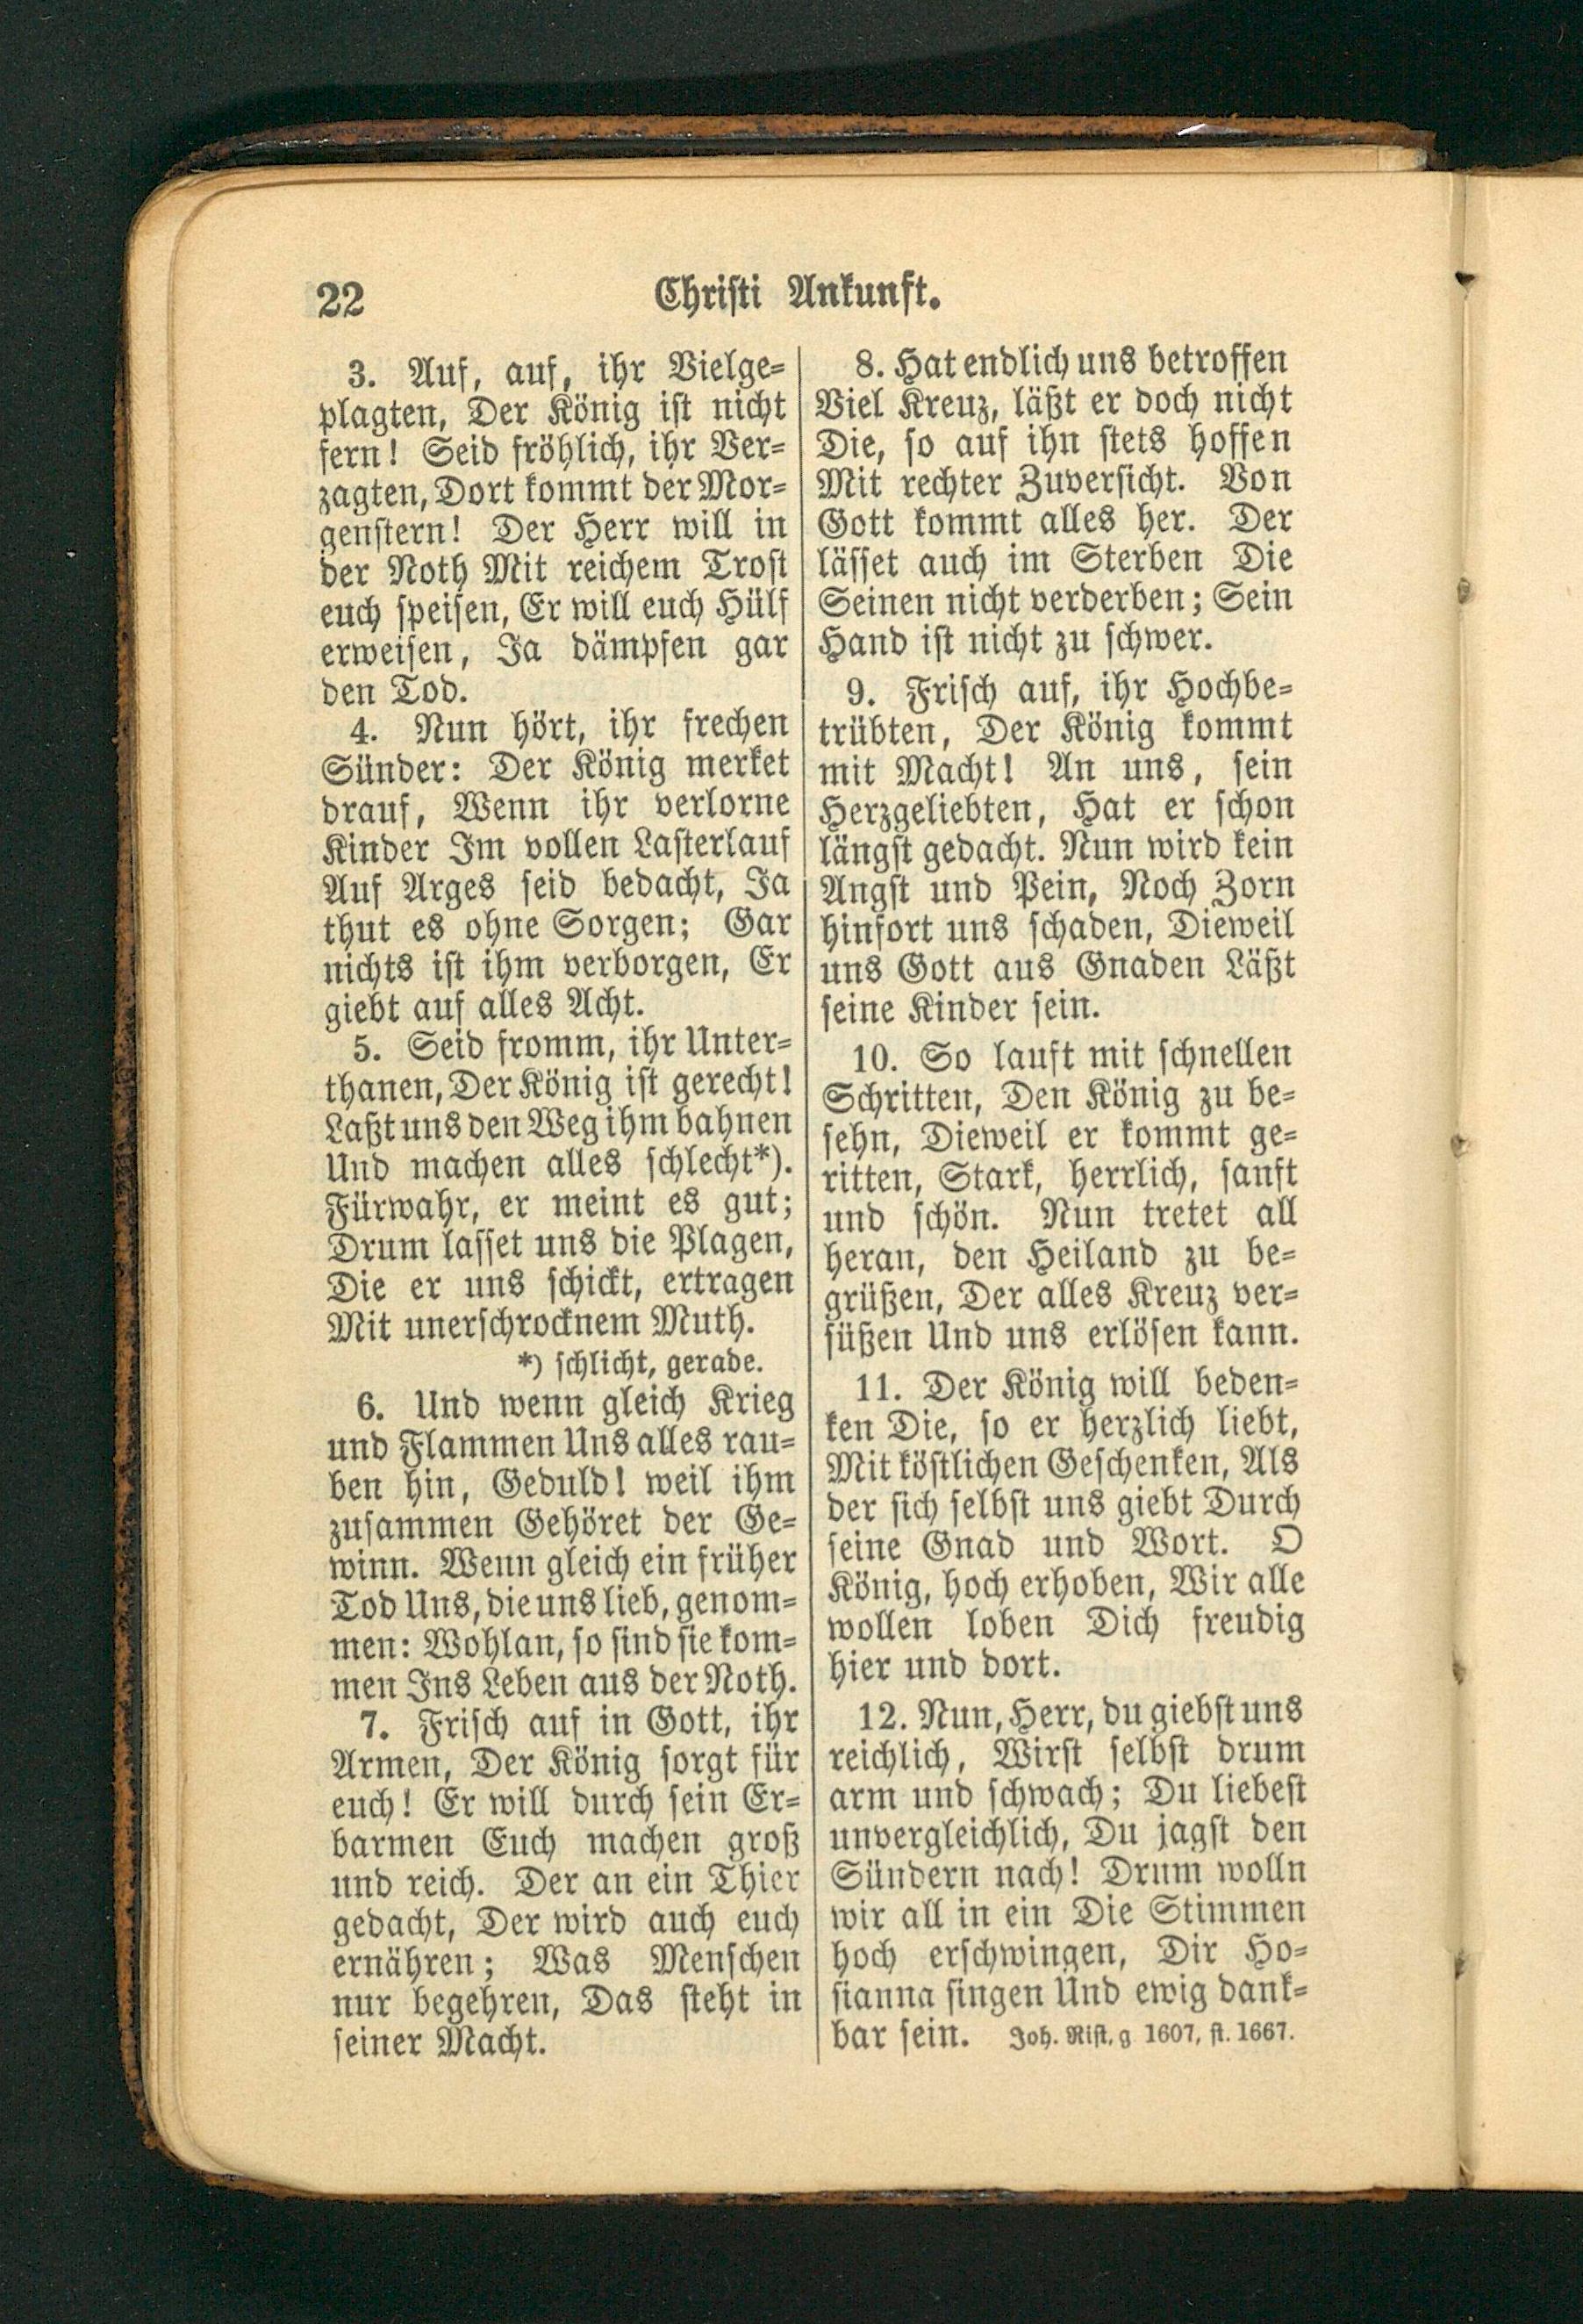 22
Christi Ankunft.
3. Auf, auf, ihr Vielge-
plagten, Der König ist nicht
fern! Seid fröhlich, ihr Ver-
zagten, Dort kommt der Mor-
genstern! Der Herr will in
der Noth Mit reichem Trost
euch speisen, Er will euch Hülf
erweisen, Ja dämpfen gar
den Tod.
4. Nun hört, ihr frechen
Sünder: Der König merket
drauf, Wenn ihr verlorne
Kinder Im vollen Lasterlauf
Auf Arges seid bedacht, Ja
thut es ohne Sorgen; Gar
nichts ist ihm verborgen, Er
giebt auf alles Acht.
5. Seid fromm, ihr Unter-
thanen, Der König ist gerecht!
Laßt uns den Weg ihm bahnen
Und machen alles schlecht*).
Fürwahr, er meint es gut;
Drum lasset uns die Plagen,
Die er uns schickt, ertragen
Mit unerschrocknem Muth.
*) schlicht, gerade.
6. Und wenn gleich Krieg
und Flammen Uns alles rau-
ben hin, Geduld! weil ihm
zusammen Gehöret der Ge-
winn. Wenn gleich ein früher
Tod Uns, die uns lieb, genom-
men: Wohlan, so sind sie kom-
men Ins Leben aus der Noth.
7. Frisch auf in Gott, ihr
Armen, Der König sorgt für
euch! Er will durch sein Er-
barmen Euch machen groß
und reich. Der an ein Thier
gedacht, Der wird auch euch
ernähren; Was Menschen
nur begehren, Das steht in
seiner Macht.
8. Hat endlich uns betroffen
Viel Kreuz, läßt er doch nicht
Die, so auf ihn stets hoffen
Mit rechter Zuversicht. Von
Gott kommt alles her. Der
lässet auch im Sterben Die
Seinen nicht verderben; Sein
Hand ist nicht zu schwer.
9. Frisch auf, ihr Hochbe-
trübten, Der König kommt
mit Macht! An uns, sein
Herzgeliebten, Hat er schon
längst gedacht. Nun wird kein
Angst und Pein, Noch Zorn
hinfort uns schaden, Dieweil
uns Gott aus Gnaden Läßt
seine Kinder sein.
10. So lauft mit schnellen
Schritten, Den König zu be-
sehn, Dieweil er kommt ge-
ritten, Stark, herrlich, sanft
und schön. Nun tretet all
heran, den Heiland zu be-
grüßen, Der alles Kreuz ver-
süßen Und uns erlösen kann.
11. Der König will beden-
ken Die, so er herzlich liebt,
Mit köstlichen Geschenken, Als
der sich selbst uns giebt Durch
seine Gnad und Wort. O
König, hoch erhoben, Wir alle
wollen loben Dich freudig
hier und dort.
12. Nun, Herr, du giebst uns
reichlich, Wirst selbst drum
arm und schwach; Du liebest
unvergleichlich, Du jagst den
Sündern nach! Drum wolln
wir all in ein Die Stimmen
hoch erschwingen, Dir Ho-
sianna singen Und ewig dank-
bar sein. Joh. Rist, g 1607, st. 1667.